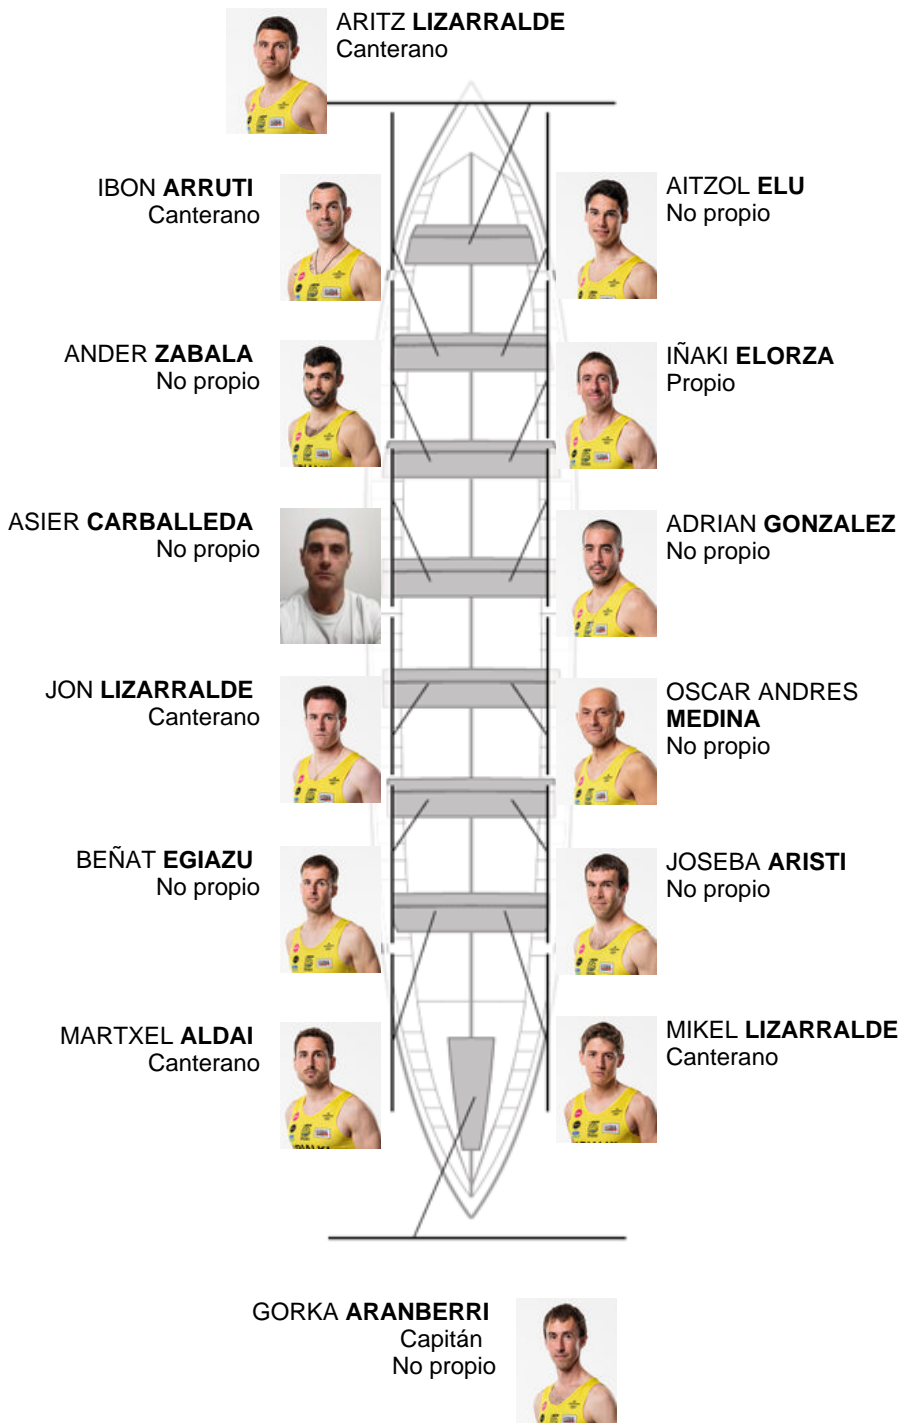 ARITZ LIZARRALDE
Canterano
IBON ARRUTI
Canterano
AITZOL ELU
No propio
ANDER ZABALA
No propio
IÑAKI ELORZA
Propio
ASIER CARBALLEDA
No propio
ADRIAN GONZALEZ
No propio
JON LIZARRALDE
Canterano
OSCAR ANDRES
MEDINA
No propio
BEÑAT EGIAZU
No propio
JOSEBA ARISTI
No propio
MARTXEL ALDAI
Canterano
MIKEL LIZARRALDE
Canterano
GORKA ARANBERRI
Capitán
No propio